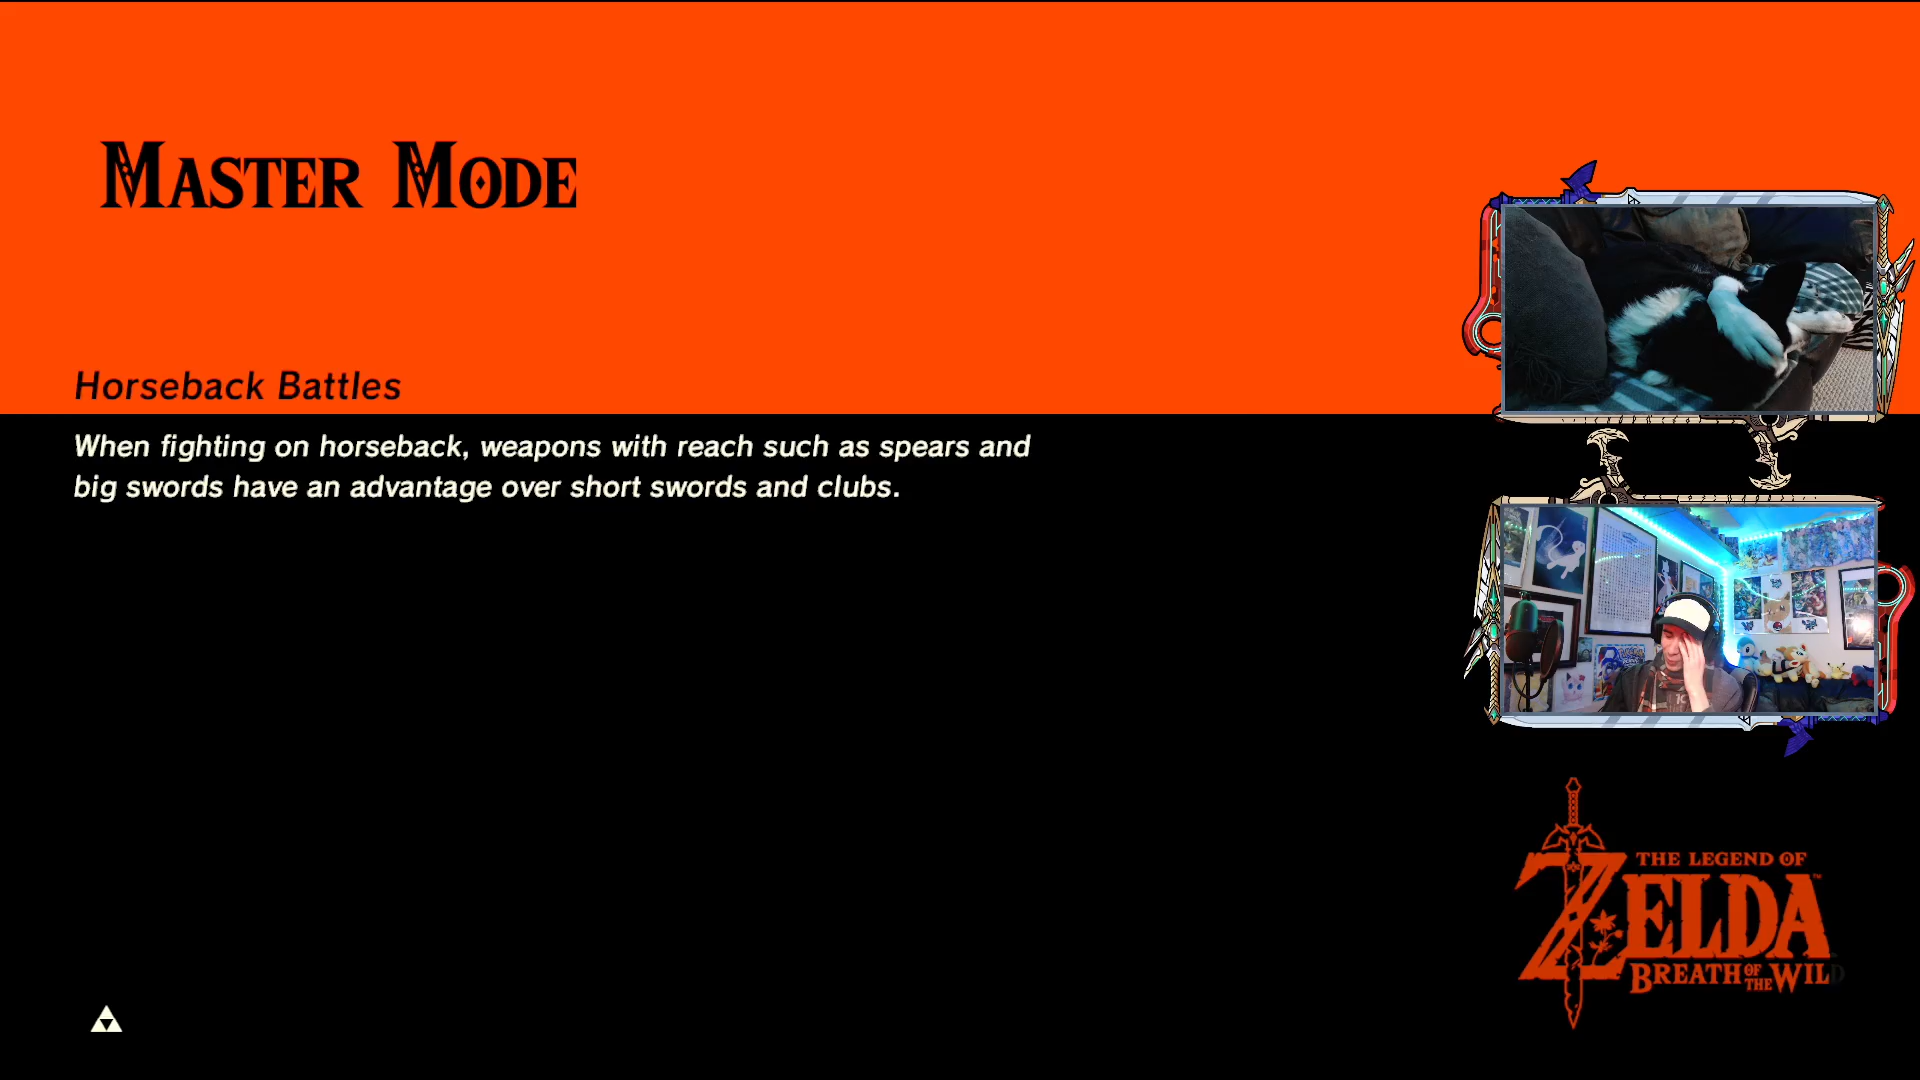 Master Mode
Horseback Battles
When fighting on horseback, weapons with reach such as spears and
big swords have an advantage over short swords and clubs.
THE LEGEND OF
ZELDA
BREATH OF THE WILD